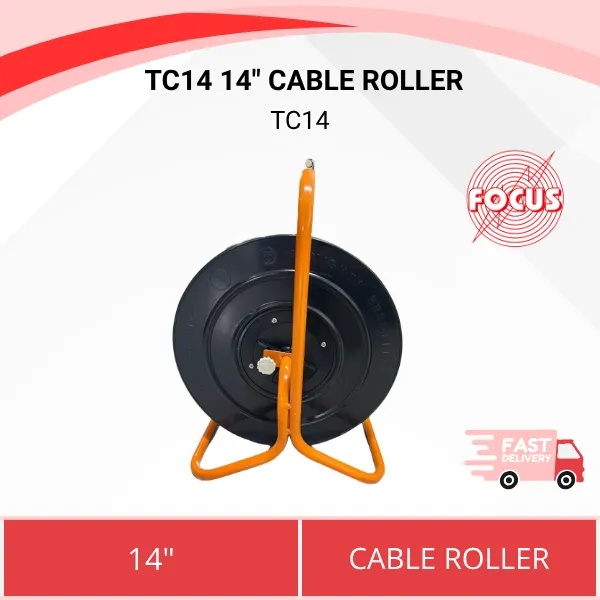 TC14 14" CABLE ROLLER
TC14
FOCUS
FAST
DELIVERY
14"
CABLE ROLLER